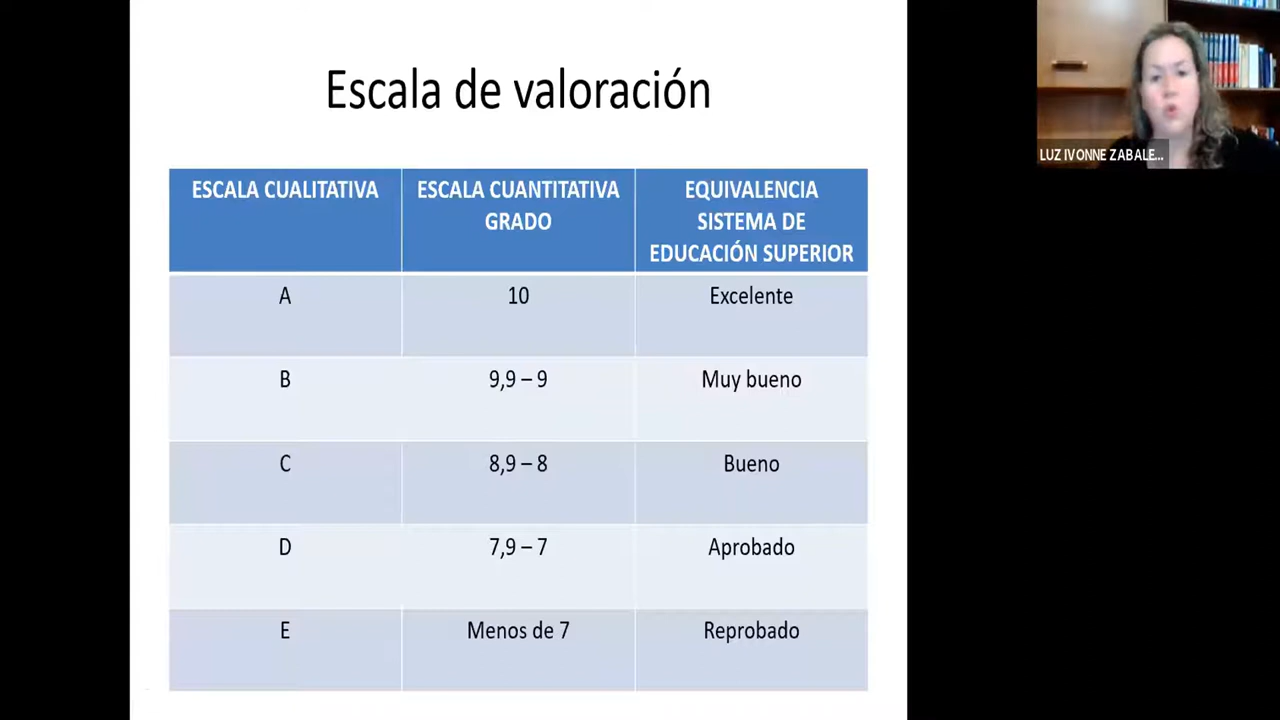 Escala de valoración
ESCALA CUALITATIVA
ESCALA CUANTITATIVA
GRADO
EQUIVALENCIA
SISTEMA DE
EDUCACIÓN SUPERIOR
A
10
Excelente
B
9,9 – 9
Muy bueno
C
8,9 – 8
Bueno
D
7,9 – 7
Aprobado
E
Menos de 7
Reprobado
LUZ IVONNE ZABALE...